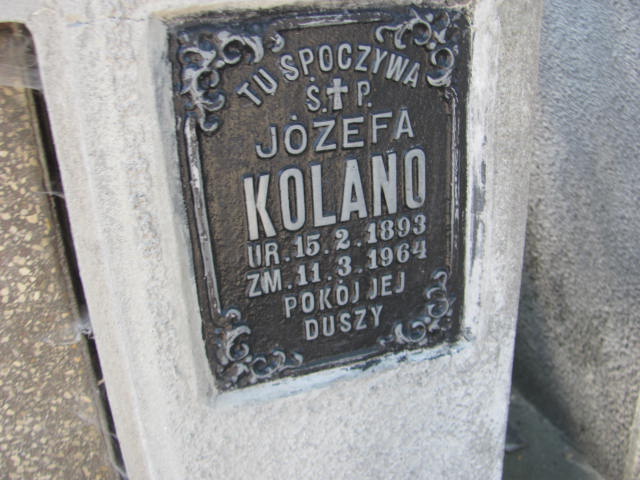 TU SPOCZYWA
Ś.✝P.
JÓZEFA
KOLANO
UR. 15. 2. 1893
ZM. 11. 3. 1964
POKÓJ JEJ
DUSZY